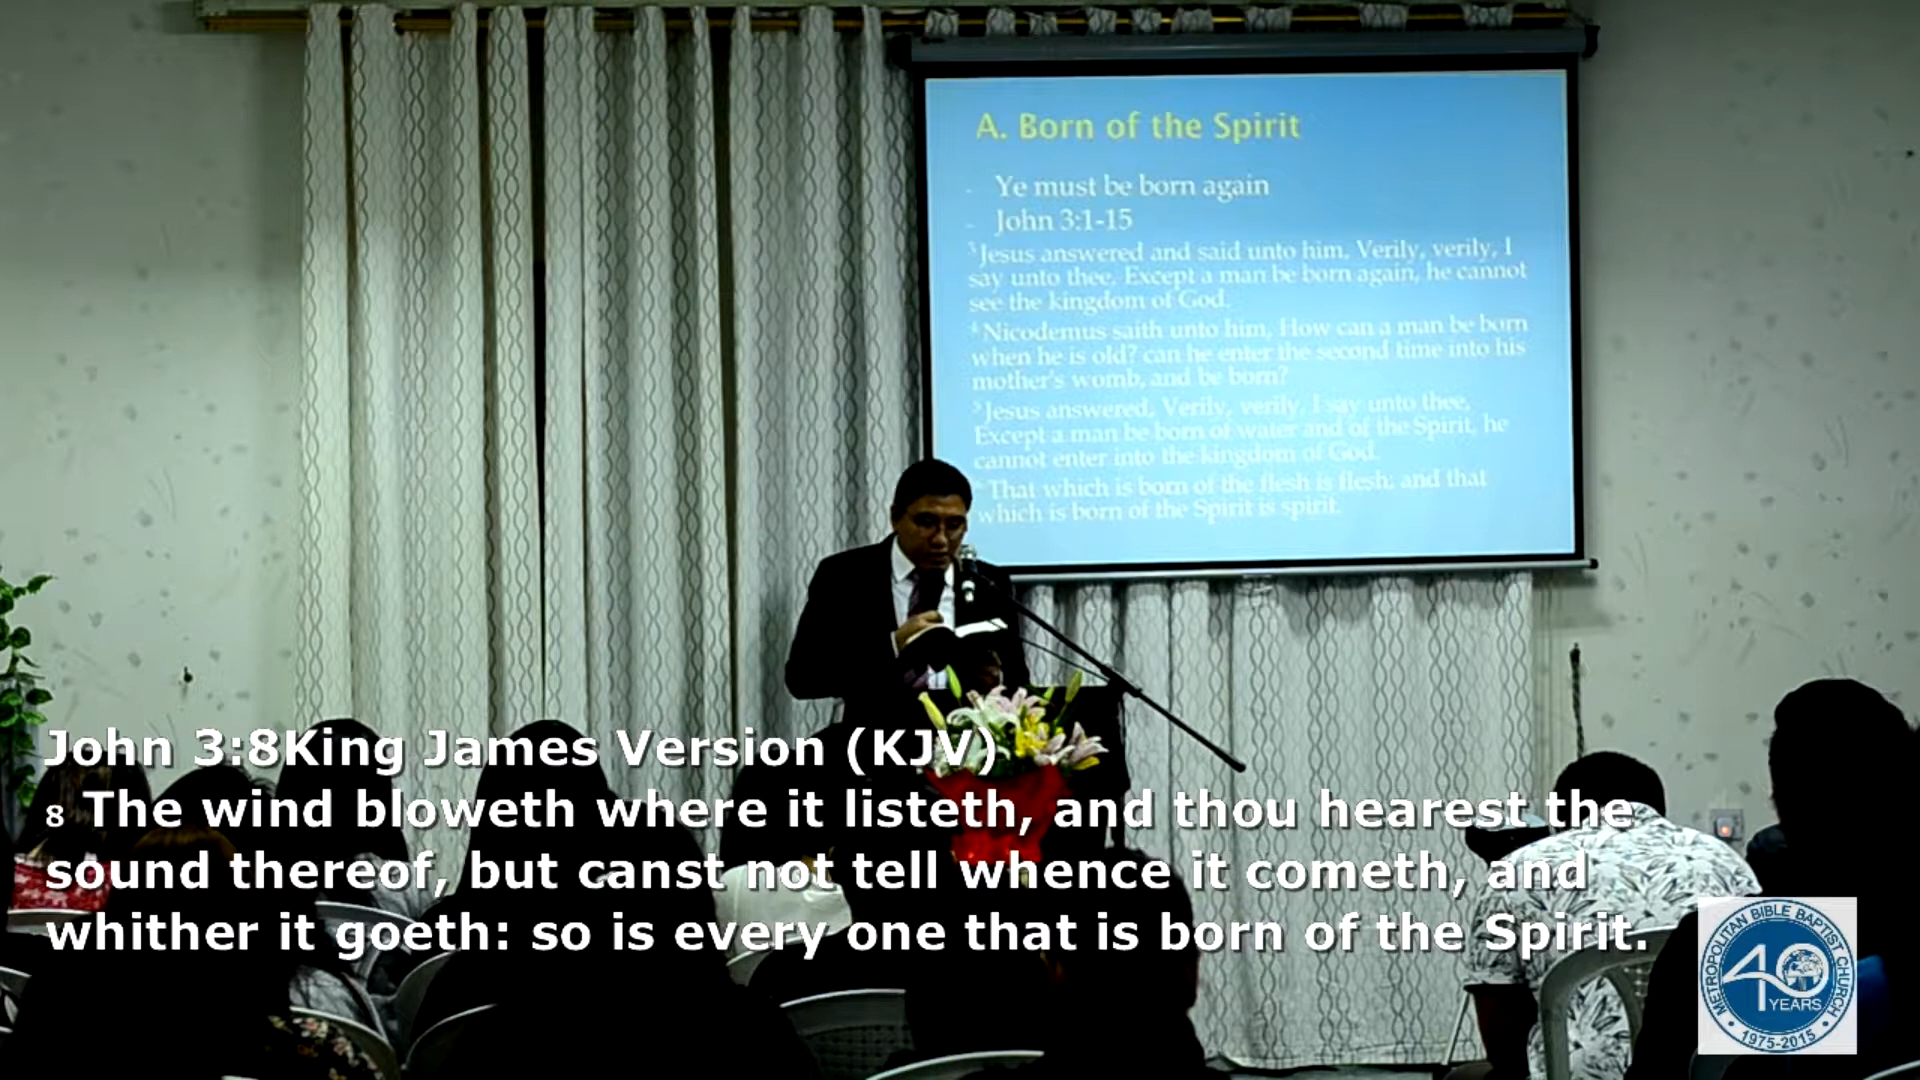 A. Born of the Spirit
- Ye must be born again
- John 3:1-15
3 Jesus answered and said unto him, Verily, verily, I
say unto thee, Except a man be born again, he cannot
see the kingdom of God.
4 Nicodemus saith unto him, How can a man be born
when he is old? can he enter the second time into his
mother's womb, and be born?
5 Jesus answered, Verily, verily, I say unto thee,
Except a man be born of water and of the Spirit, he
cannot enter into the kingdom of God.
That which is born of the flesh is flesh; and that
which is born of the Spirit is spirit.
John 3:8King James Version (KJV)
8 The wind bloweth where it listeth, and thou hearest the
sound thereof, but canst not tell whence it cometh, and
whither it goeth: so is every one that is born of the Spirit.
METROPOLITAN BIBLE BAPTIST CHURCH
40
YEARS
• 1975-2015 •